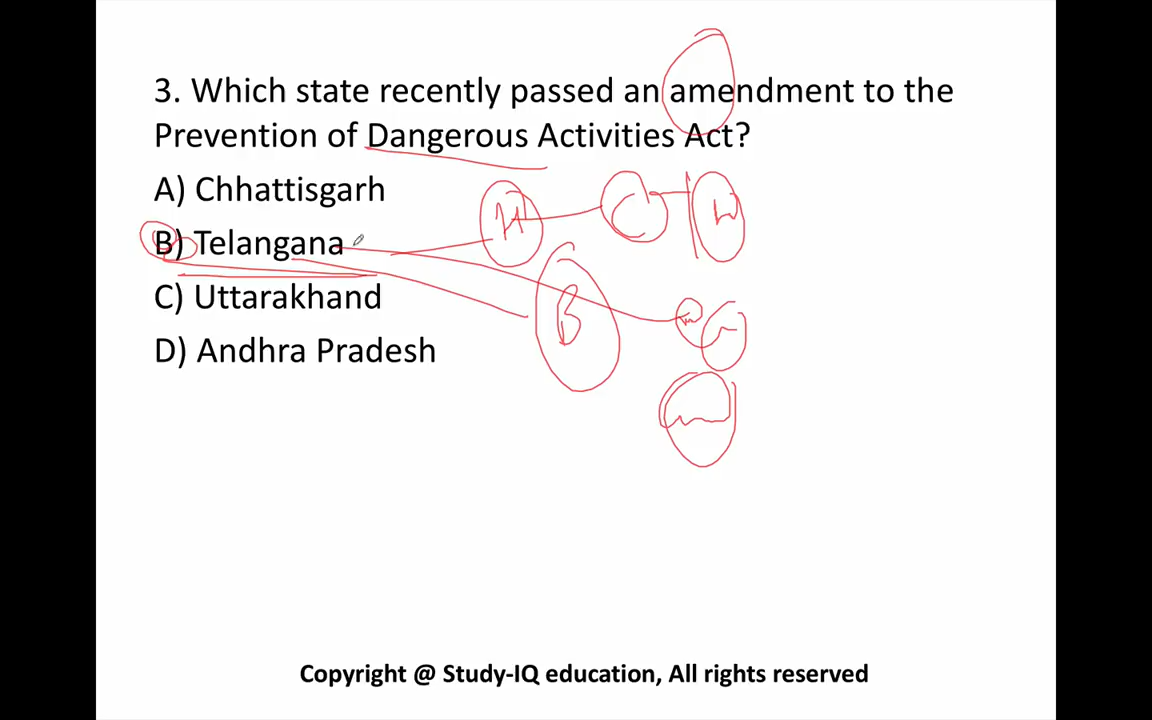 3. Which state recently passed an amendment to the
Prevention of Dangerous Activities Act?
A) Chhattisgarh
B) Telangana
C) Uttarakhand
D) Andhra Pradesh
H
C
W
B
Copyright @ Study-IQ education, All rights reserved